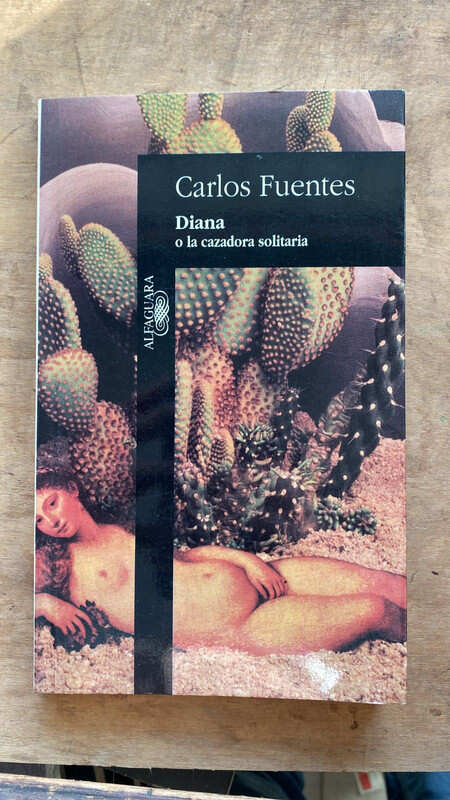 Carlos Fuentes
Diana
o la cazadora solitaria
ALFAGUARA